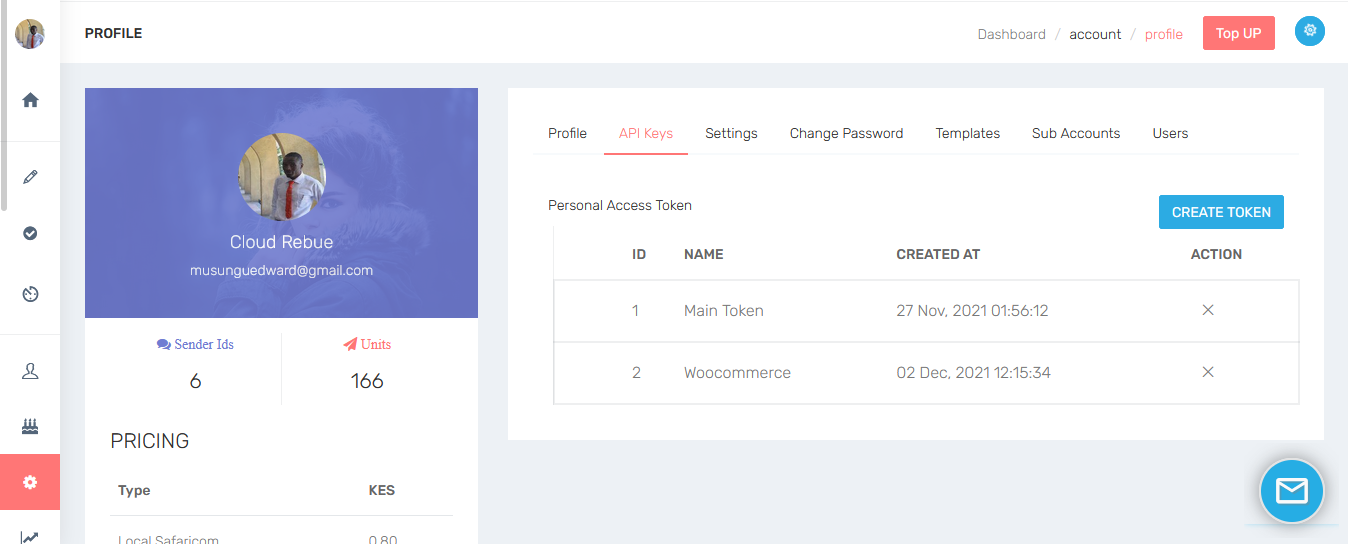 PROFILE
Dashboard / account / profile
Top UP
Cloud Rebue
musunguedward@gmail.com
Sender Ids
6
Units
166
PRICING
Type KES
Local Safaricom 0.80
Profile API Keys Settings Change Password Templates Sub Accounts Users
Personal Access Token
CREATE TOKEN
ID NAME CREATED AT ACTION
1 Main Token 27 Nov, 2021 01:56:12
2 Woocommerce 02 Dec, 2021 12:15:34